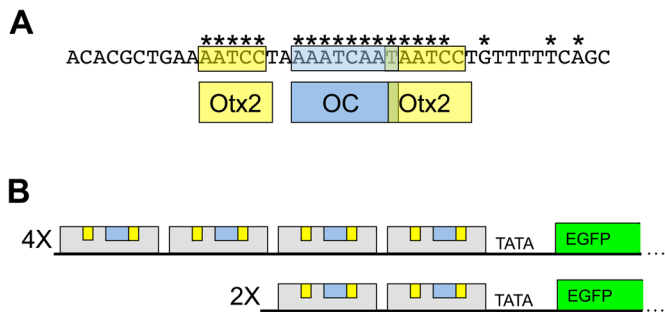 A
***** ************ * * *
ACACGCTGAAAATCCTAAAATCAATAATCCTGTTTTTCAGC
Otx2 OC Otx2
B
4X TATA EGFP ...
2X TATA EGFP ...